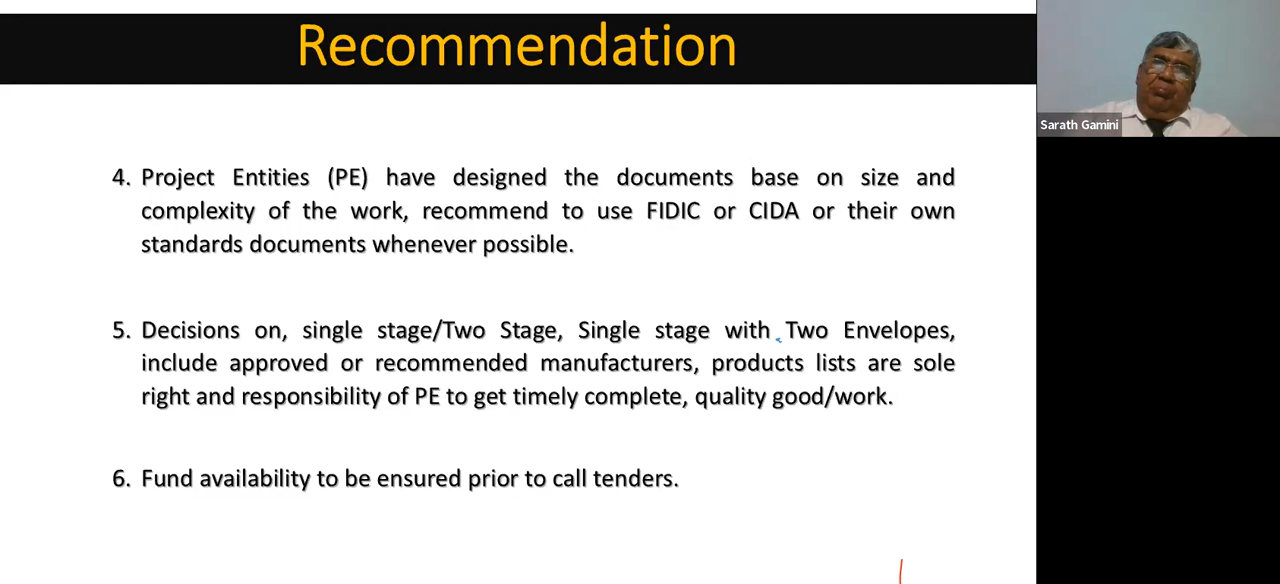 Recommendation
Sarath Gamini
4. Project Entities (PE) have designed the documents base on size and
complexity of the work, recommend to use FIDIC or CIDA or their own
standards documents whenever possible.
5. Decisions on, single stage/Two Stage, Single stage with Two Envelopes,
include approved or recommended manufacturers, products lists are sole
right and responsibility of PE to get timely complete, quality good/work.
6. Fund availability to be ensured prior to call tenders.